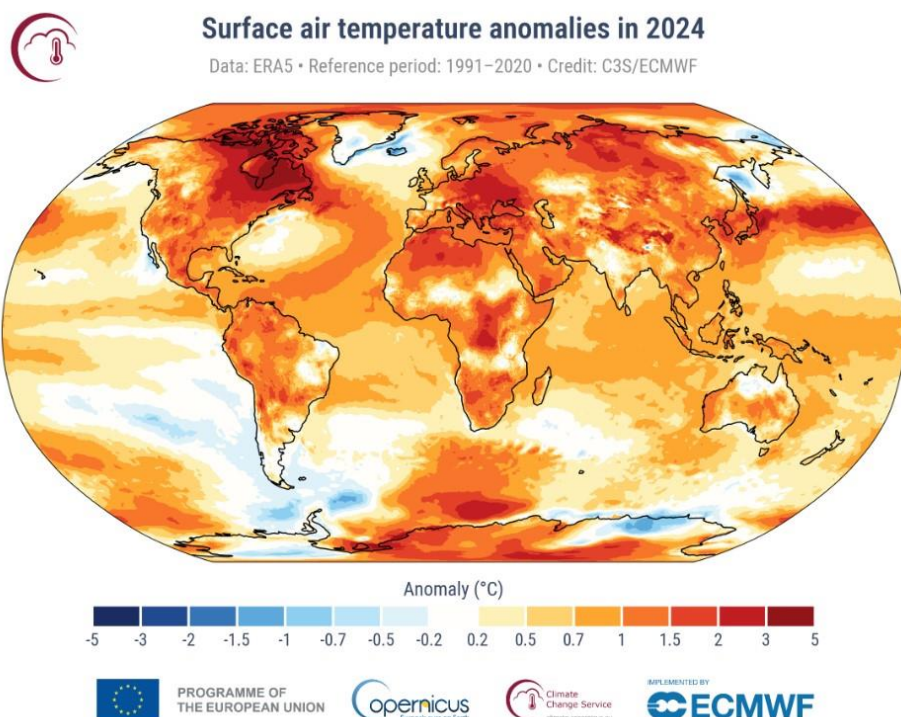 Surface air temperature anomalies in 2024
Data: ERA5 • Reference period: 1991–2020 • Credit: C3S/ECMWF
Anomaly (°C)
-5 -3 -2 -1.5 -1 -0.7 -0.5 -0.2 0.2 0.5 0.7 1 1.5 2 3 5
PROGRAMME OF
THE EUROPEAN UNION
opernicus
Climate
Change Service
IMPLEMENTED BY
ECMWF